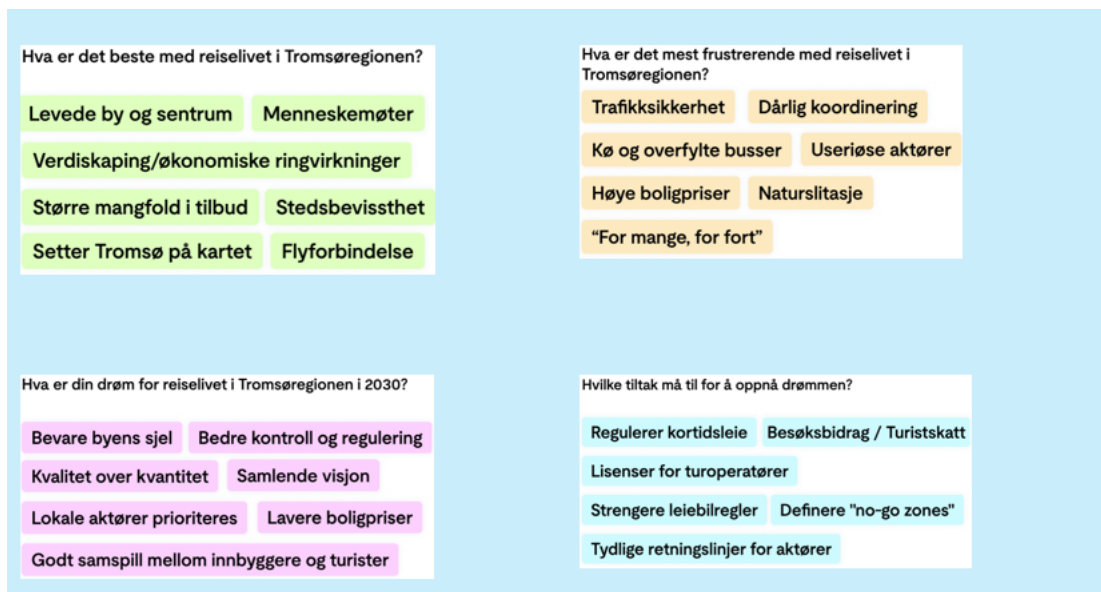 Hva er det beste med reiselivet i Tromsøregionen?
Levede by og sentrum
Menneskemøter
Verdiskaping/økonomiske ringvirkninger
Større mangfold i tilbud
Stedsbevissthet
Setter Tromsø på kartet
Flyforbindelse
Hva er det mest frustrerende med reiselivet i
Tromsøregionen?
Trafikksikkerhet
Dårlig koordinering
Kø og overfylte busser
Useriøse aktører
Høye boligpriser
Naturslitasje
“For mange, for fort”
Hva er din drøm for reiselivet i Tromsøregionen i 2030?
Bevare byens sjel
Bedre kontroll og regulering
Kvalitet over kvantitet
Samlende visjon
Lokale aktører prioriteres
Lavere boligpriser
Godt samspill mellom innbyggere og turister
Hvilke tiltak må til for å oppnå drømmen?
Regulerer kortidsleie
Besøksbidrag / Turistskatt
Lisenser for turoperatører
Strengere leiebilregler
Definere "no-go zones"
Tydlige retningslinjer for aktører